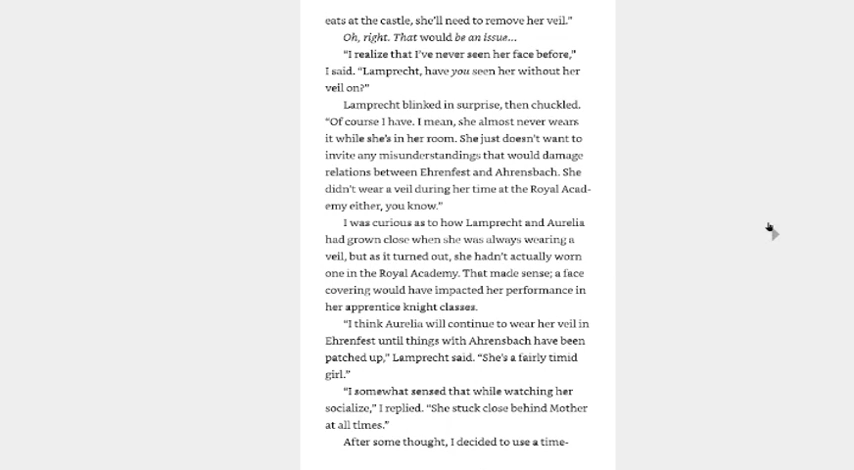 eats at the castle, she'll need to remove her veil."
Oh, right. That would be an issue...
"I realize that I've never seen her face before,"
I said. "Lamprecht, have you seen her without her
veil on?"
Lamprecht blinked in surprise, then chuckled.
"Of course I have. I mean, she almost never wears
it while she's in her room. She just doesn't want to
invite any misunderstandings that would damage
relations between Ehrenfest and Ahrensbach. She
didn't wear a veil during her time at the Royal Acad-
emy either, you know."
I was curious as to how Lamprecht and Aurelia
had grown close when she was always wearing a
veil, but as it turned out, she hadn't actually worn
one in the Royal Academy. That made sense; a face
covering would have impacted her performance in
her apprentice knight classes.
"I think Aurelia will continue to wear her veil in
Ehrenfest until things with Ahrensbach have been
patched up," Lamprecht said. "She's a fairly timid
girl."
"I somewhat sensed that while watching her
socialize," I replied. "She stuck close behind Mother
at all times."
After some thought, I decided to use a time-